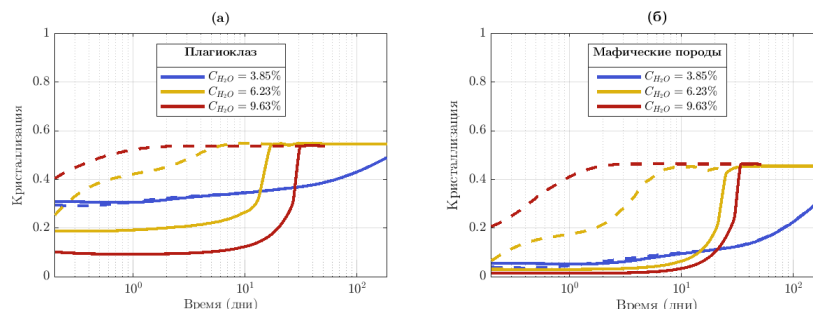 (а)
Кристаллизация
1
0.8
0.6
0.4
0.2
0
Плагиоклаз
C_{H_2O} = 3.85%
C_{H_2O} = 6.23%
C_{H_2O} = 9.63%
10^0
10^1
10^2
Время (дни)
(б)
Кристаллизация
1
0.8
0.6
0.4
0.2
0
Мафические породы
C_{H_2O} = 3.85%
C_{H_2O} = 6.23%
C_{H_2O} = 9.63%
10^0
10^1
10^2
Время (дни)